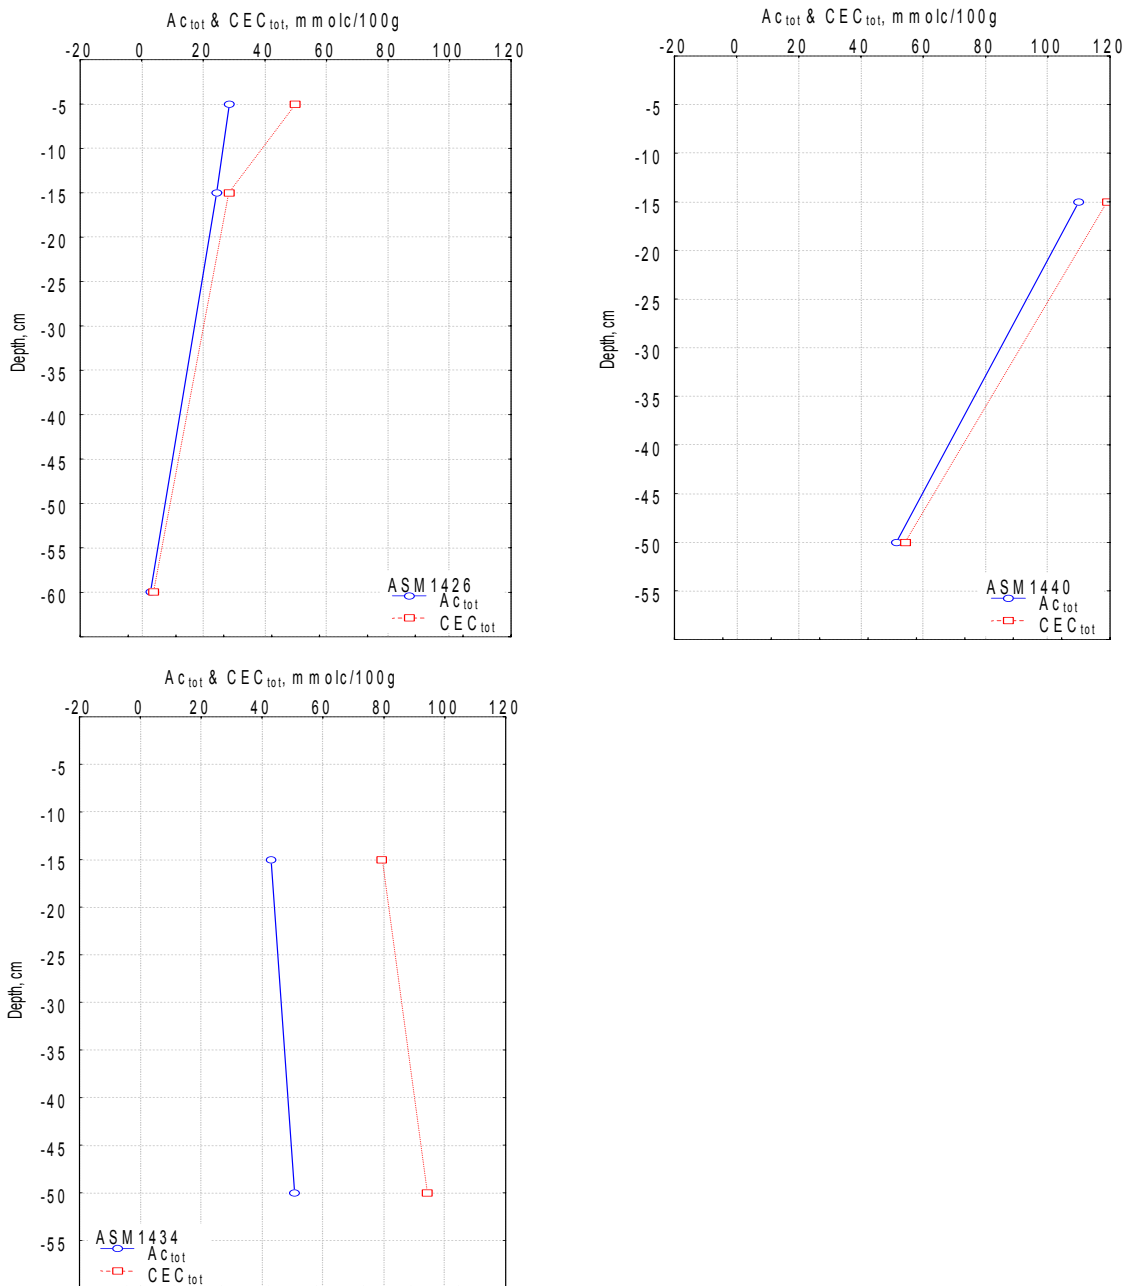 Ac tot & CEC tot, mmolc/100g
-20 0 20 40 60 80 100 120
-5
-10
-15
-20
-25
-30
-35
-40
-45
-50
-55
-60
Depth, cm
ASM1426
Ac tot
CEC tot
Ac tot & CEC tot, mmolc/100g
-20 0 20 40 60 80 100 120
-5
-10
-15
-20
-25
-30
-35
-40
-45
-50
-55
Depth, cm
ASM1440
Ac tot
CEC tot
Ac tot & CEC tot, mmolc/100g
-20 0 20 40 60 80 100 120
-5
-10
-15
-20
-25
-30
-35
-40
-45
-50
-55
Depth, cm
ASM1434
Ac tot
CEC tot